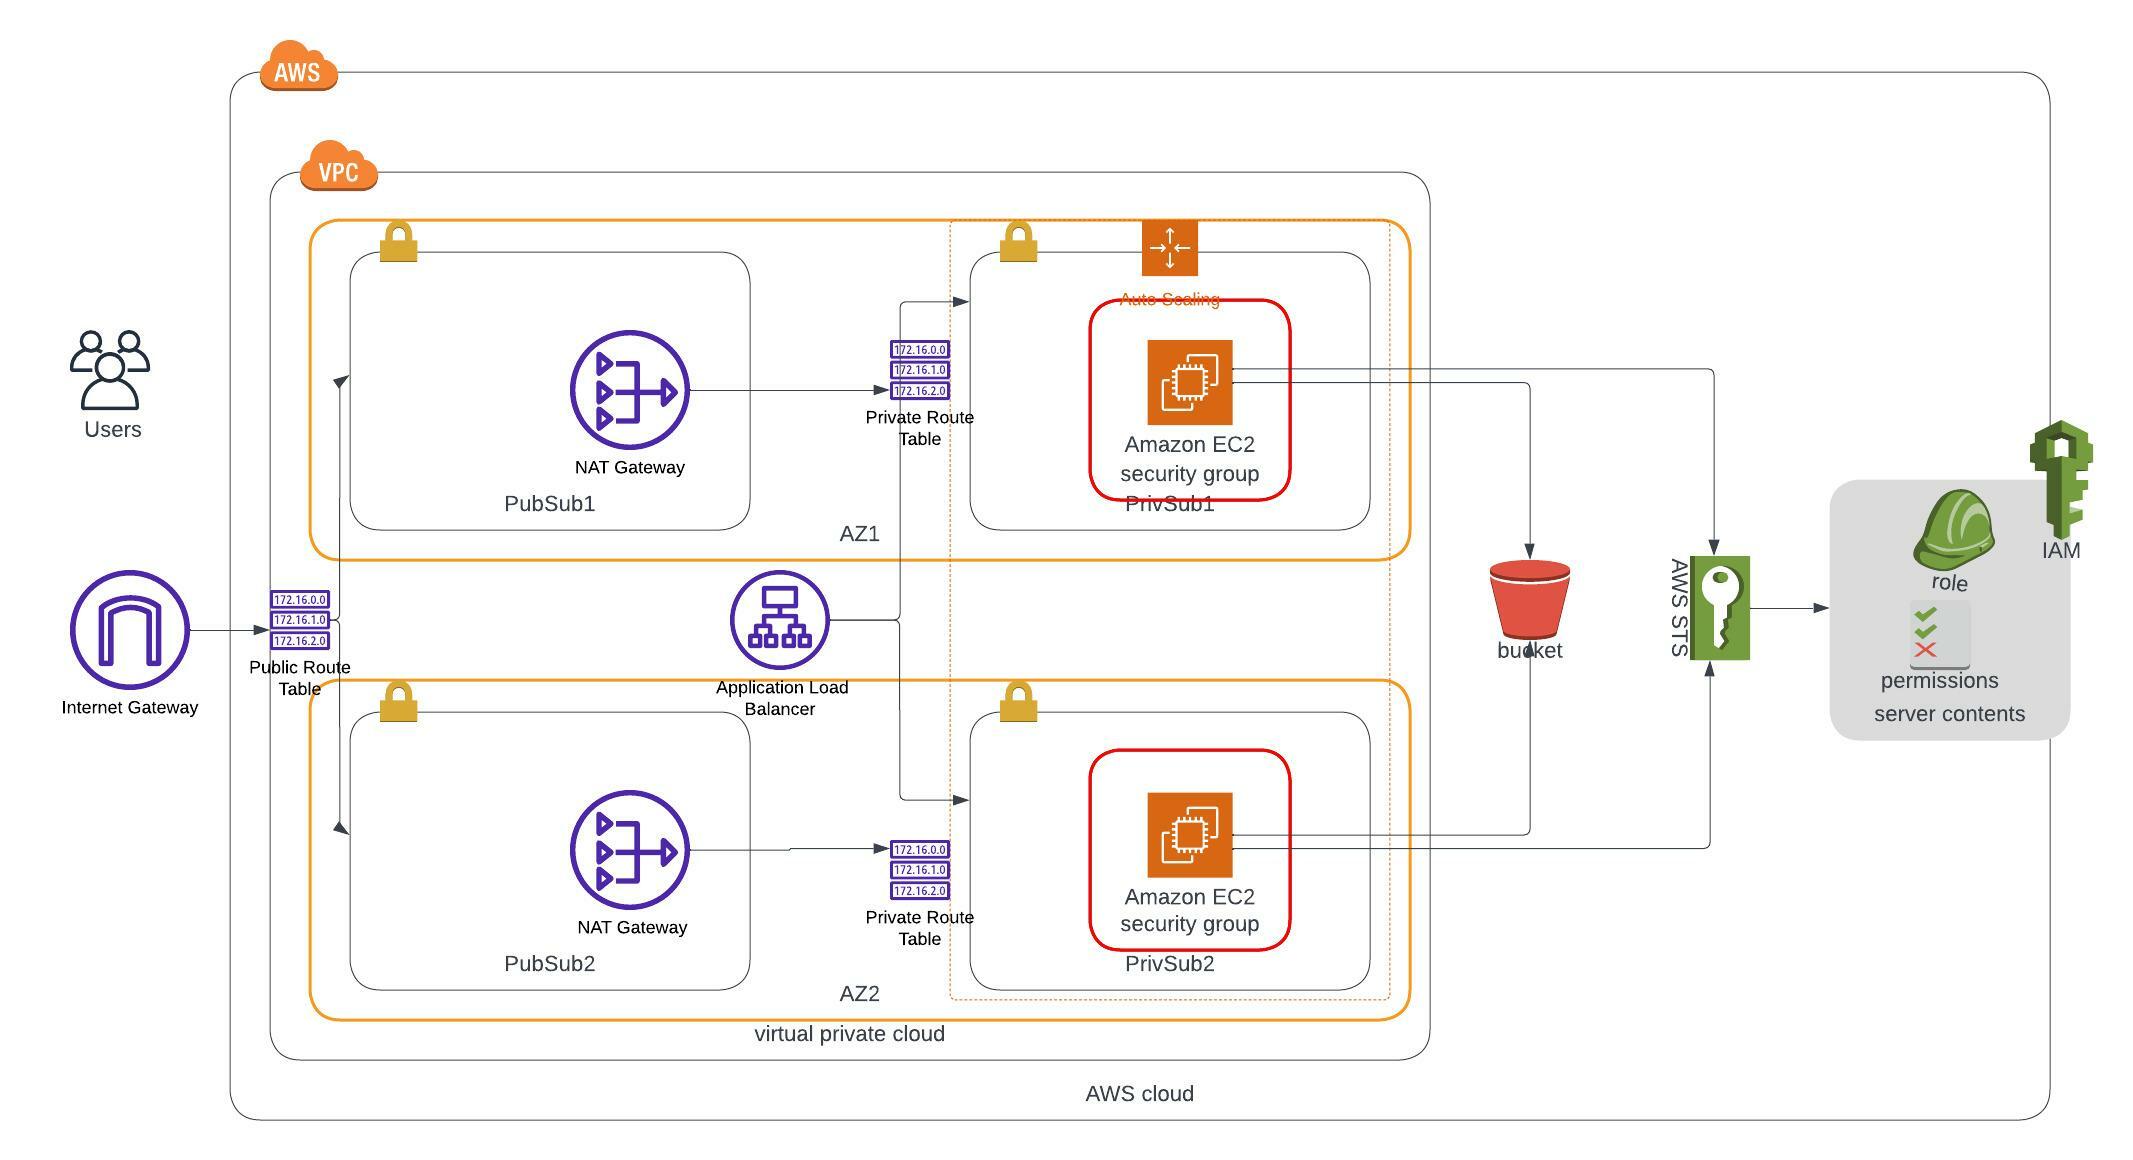 AWS
VPC
Auto Scaling
172.16.0.0
172.16.1.0
172.16.2.0
Private Route
Table
Users
NAT Gateway
Amazon EC2
security group
PubSub1
PrivSub1
AZ1
IAM
172.16.0.0
172.16.1.0
172.16.2.0
Public Route
Table
Internet Gateway
Application Load
Balancer
bucket
AWS STS
role
permissions
server contents
172.16.0.0
172.16.1.0
172.16.2.0
Private Route
Table
NAT Gateway
Amazon EC2
security group
PubSub2
PrivSub2
AZ2
virtual private cloud
AWS cloud